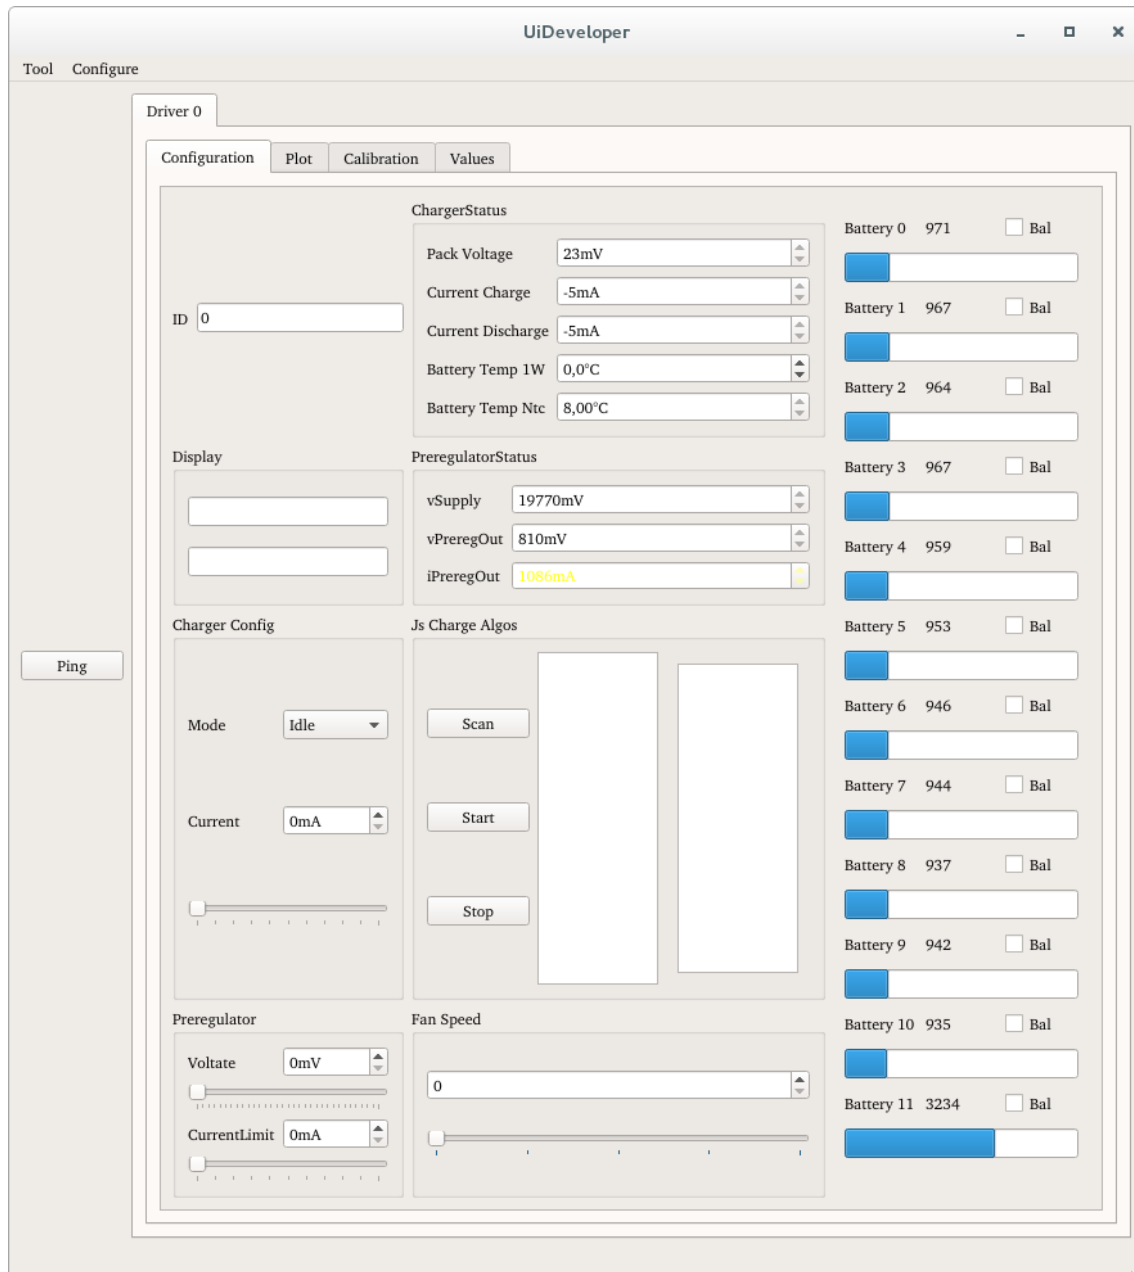 UiDeveloper
Tool Configure
Driver 0
Configuration Plot Calibration Values
ID 0
ChargerStatus
Pack Voltage 23mV
Current Charge -5mA
Current Discharge -5mA
Battery Temp 1W 0,0°C
Battery Temp Ntc 8,00°C
Display
PreregulatorStatus
vSupply 19770mV
vPreregOut 810mV
iPreregOut 1086mA
Ping
Charger Config
Mode Idle
Current 0mA
Js Charge Algos
Scan
Start
Stop
Preregulator
Voltate 0mV
CurrentLimit 0mA
Fan Speed
0
Battery 0 971 Bal
Battery 1 967 Bal
Battery 2 964 Bal
Battery 3 967 Bal
Battery 4 959 Bal
Battery 5 953 Bal
Battery 6 946 Bal
Battery 7 944 Bal
Battery 8 937 Bal
Battery 9 942 Bal
Battery 10 935 Bal
Battery 11 3234 Bal